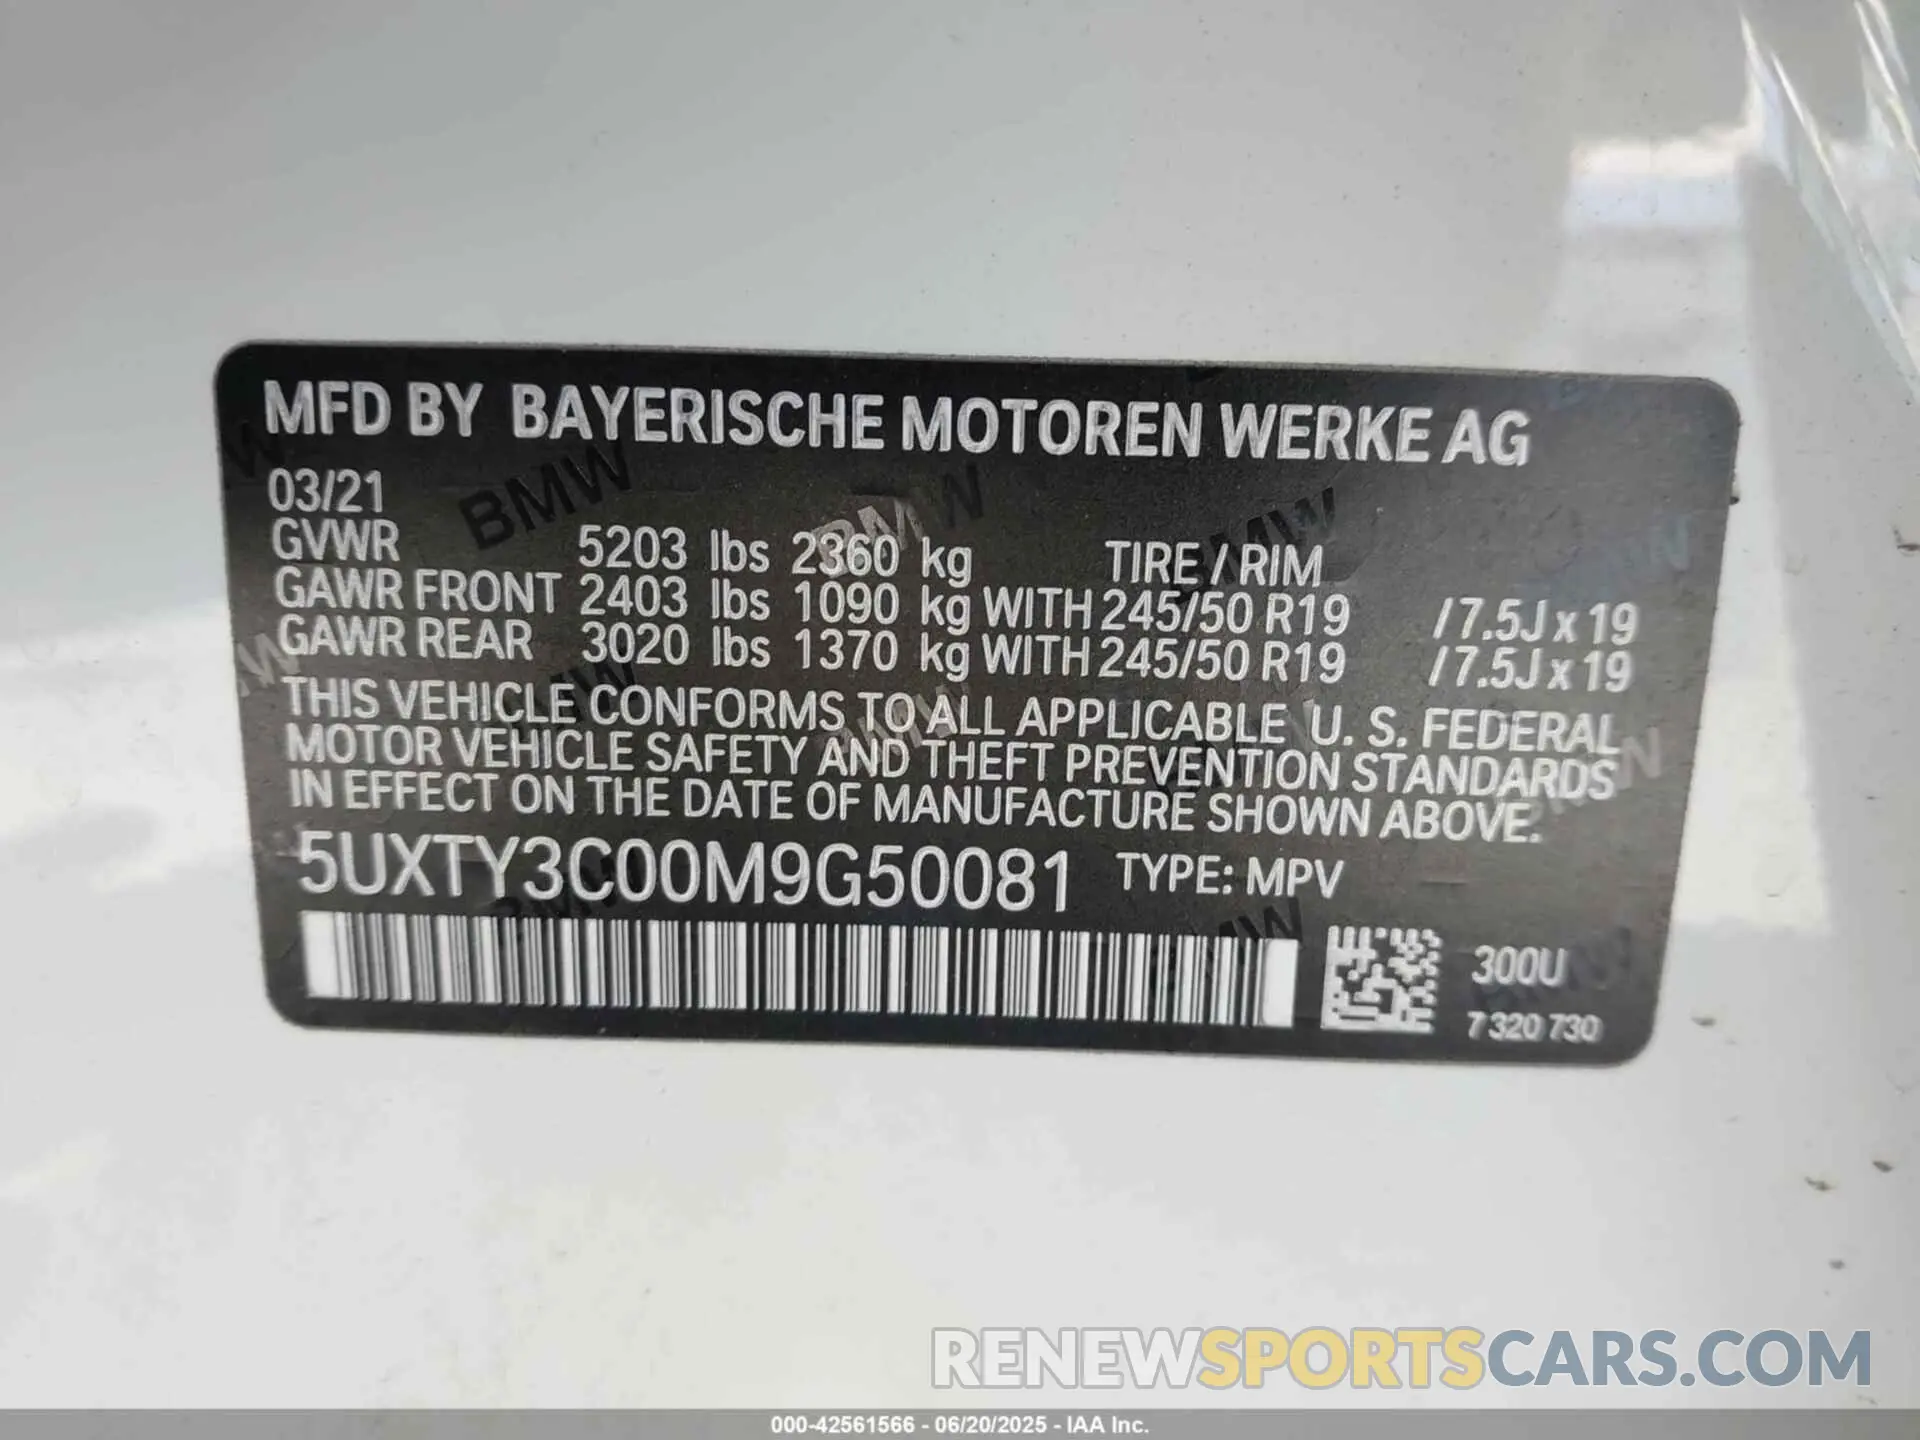 MFD BY BAYERISCHE MOTOREN WERKE AG
03/21
GVWR 5203 lbs 2360 kg TIRE / RIM
GAWR FRONT 2403 lbs 1090 kg WITH 245/50 R19 /7.5J x 19
GAWR REAR 3020 lbs 1370 kg WITH 245/50 R19 /7.5J x 19
THIS VEHICLE CONFORMS TO ALL APPLICABLE U. S. FEDERAL
MOTOR VEHICLE SAFETY AND THEFT PREVENTION STANDARDS
IN EFFECT ON THE DATE OF MANUFACTURE SHOWN ABOVE.
5UXTY3C00M9G50081 TYPE: MPV
300U
7 320 730
RENEWSPORTSCARS.COM
000-42561566 - 06/20/2025 - IAA Inc.